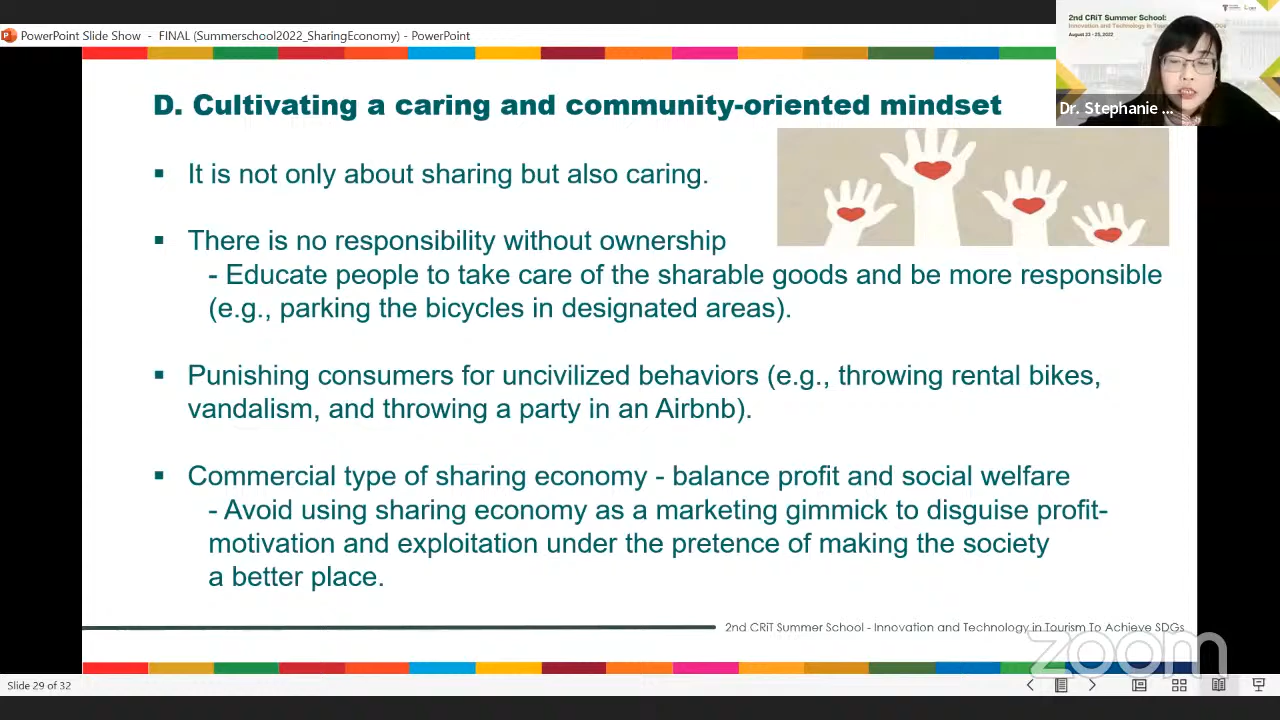 PowerPoint Slide Show - FINAL (Summerschool2022_SharingEconomy) - PowerPoint
2nd CRiT Summer School:
August 23 - 25, 2022
Dr. Stephanie ...
D. Cultivating a caring and community-oriented mindset
▪ It is not only about sharing but also caring.
▪ There is no responsibility without ownership
- Educate people to take care of the sharable goods and be more responsible
(e.g., parking the bicycles in designated areas).
▪ Punishing consumers for uncivilized behaviors (e.g., throwing rental bikes,
vandalism, and throwing a party in an Airbnb).
▪ Commercial type of sharing economy - balance profit and social welfare
- Avoid using sharing economy as a marketing gimmick to disguise profit-
motivation and exploitation under the pretence of making the society
a better place.
2nd CRiT Summer School - Innovation and Technology in Tourism To Achieve SDGs
zoom
Slide 29 of 32